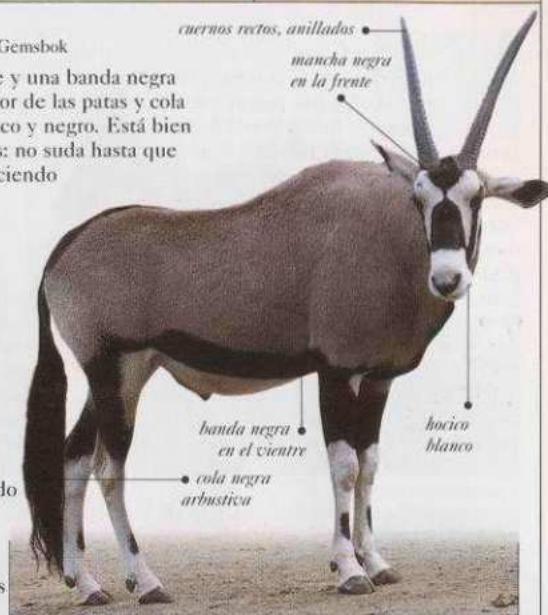 Gemsbok
e y una banda negra
or de las patas y cola
co y negro. Está bien
s: no suda hasta que
ciendo
do
s
cuernos rectos, anillados
mancha negra
en la frente
banda negra
en el vientre
hocico
blanco
cola negra
arbustiva